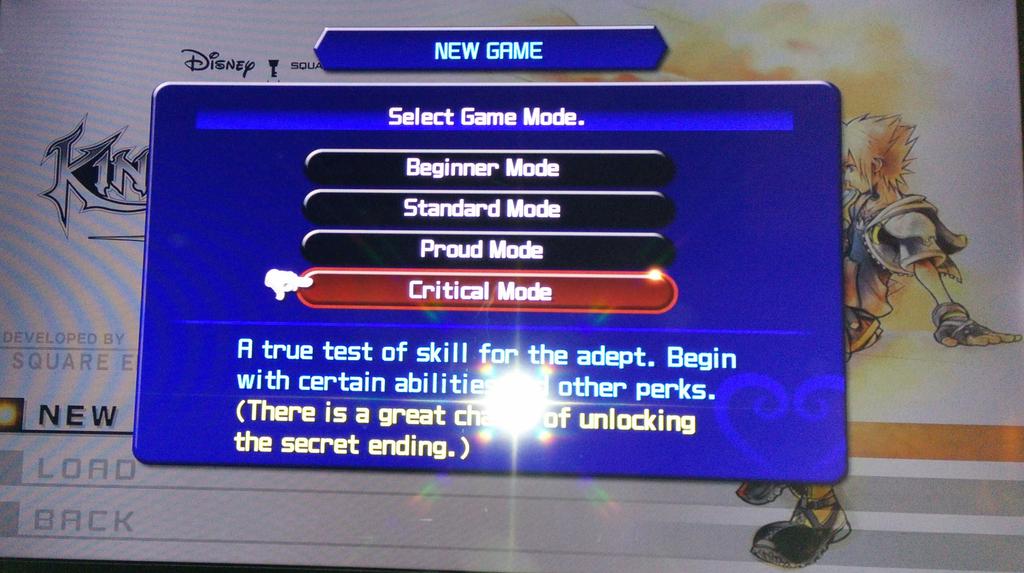 NEW GAME
Disney SQUA
Select Game Mode.
KIN
Beginner Mode
Standard Mode
Proud Mode
Critical Mode
DEVELOPED BY
SQUARE E
A true test of skill for the adept. Begin
with certain abilities other perks.
(There is a great of unlocking
the secret ending.)
NEW
LOAD
BACK